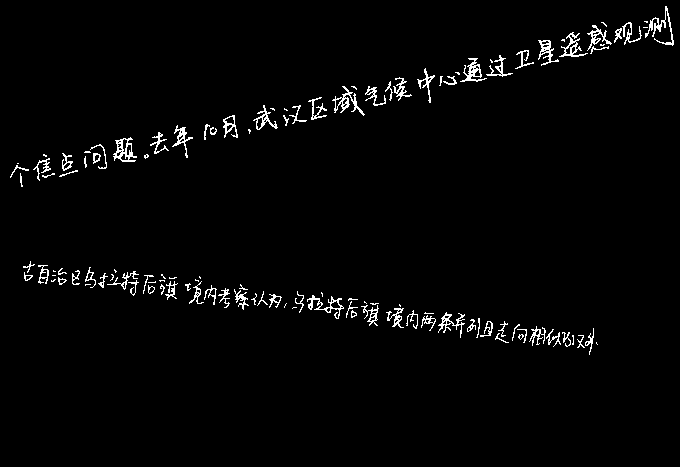 个焦点问题。去年10月,武汉区域气候中心通过卫星遥感观测
古自治区乌拉特后旗境内考察认为,乌拉特后旗境内两条并列且走向相似的汉外